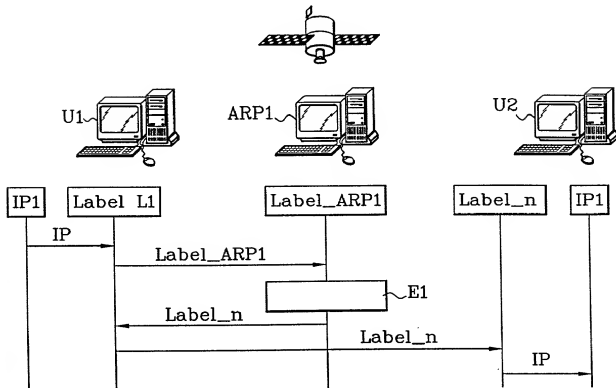 U1
ARP1
U2
IP1
Label L1
Label_ARP1
Label_n
IP1
IP
Label_ARP1
E1
Label_n
Label_n
IP